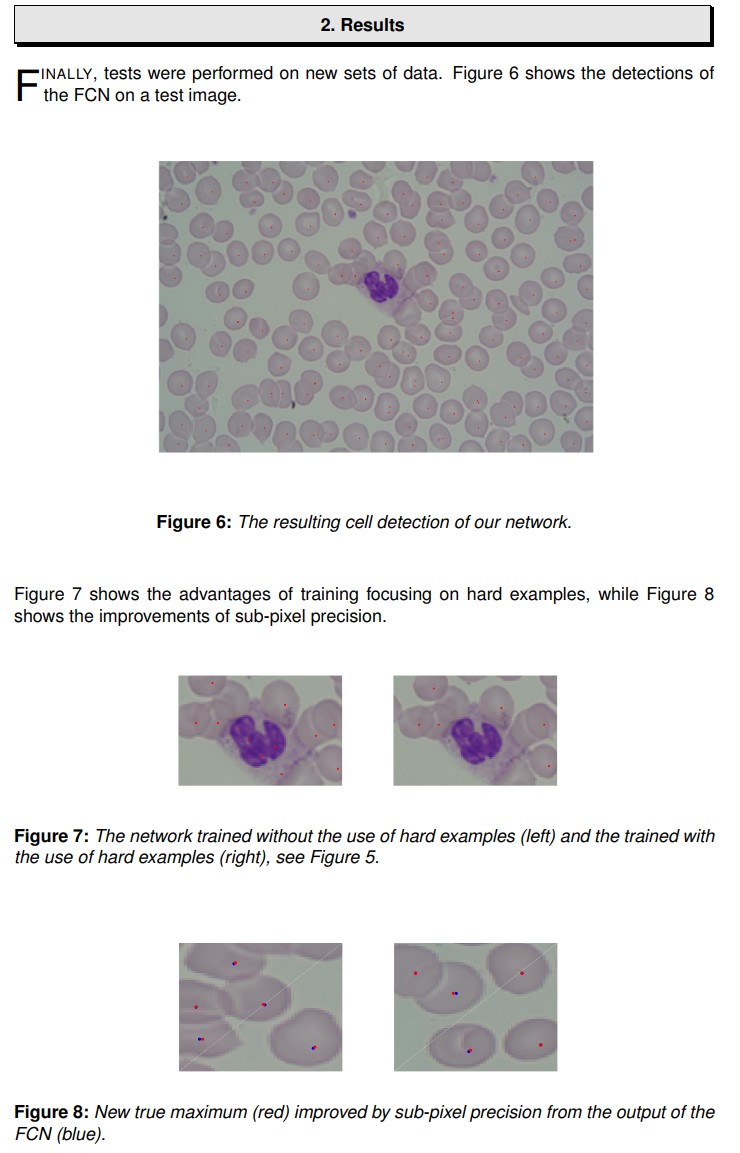 2. Results
FINALLY, tests were performed on new sets of data. Figure 6 shows the detections of
the FCN on a test image.
Figure 6: The resulting cell detection of our network.
Figure 7 shows the advantages of training focusing on hard examples, while Figure 8
shows the improvements of sub-pixel precision.
Figure 7: The network trained without the use of hard examples (left) and the trained with
the use of hard examples (right), see Figure 5.
Figure 8: New true maximum (red) improved by sub-pixel precision from the output of the
FCN (blue).